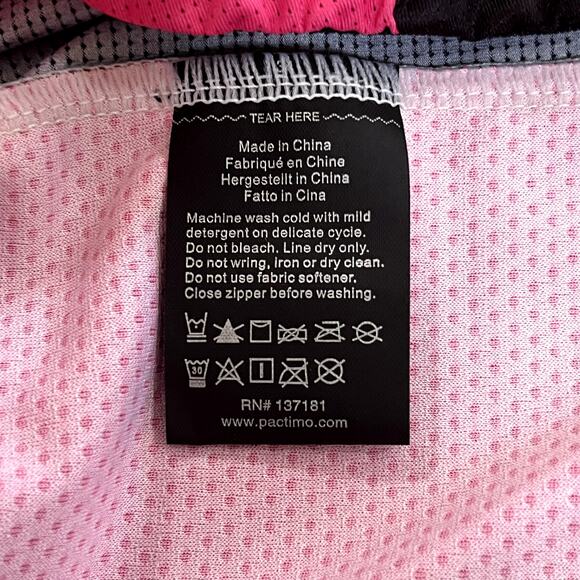 TEAR HERE
Made in China
Fabriqué en Chine
Hergestellt in China
Fatto in Cina
Machine wash cold with mild
detergent on delicate cycle.
Do not bleach. Line dry only.
Do not wring, iron or dry clean.
Do not use fabric softener.
Close zipper before washing.
30
RN# 137181
www.pactimo.com